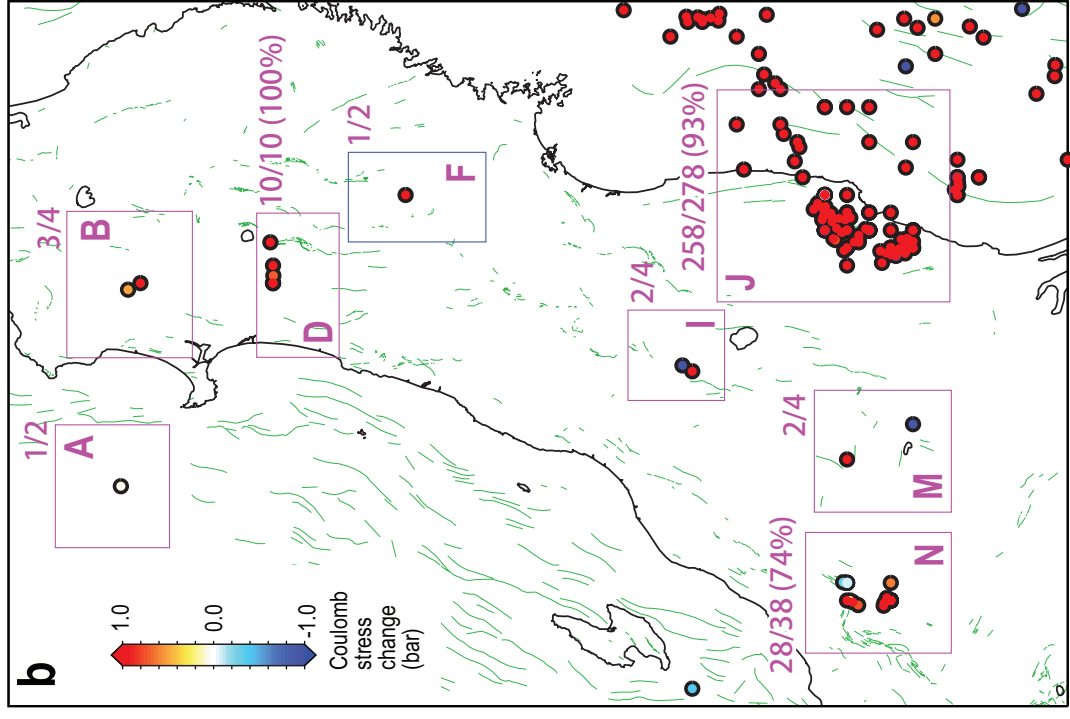 b
1.0
0.0
-1.0
Coulomb
stress
change
(bar)
1/2
A
3/4
B
10/10 (100%)
D
1/2
F
2/4
I
258/278 (93%)
J
2/4
M
28/38 (74%)
N